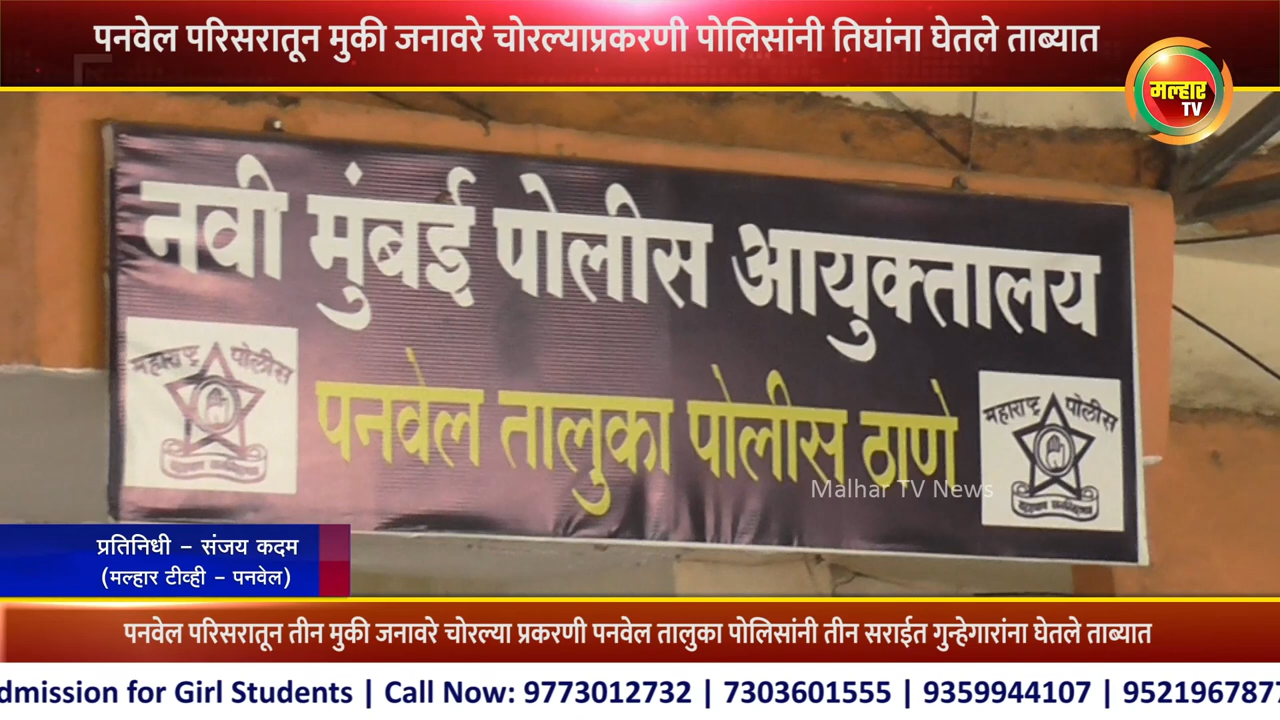 पनवेल परिसरातून मुकी जनावरे चोरल्याप्रकरणी पोलिसांनी तिघांना घेतले ताब्यात
मल्हार
TV
नवी मुंबई पोलीस आयुक्तालय
महाराष्ट्र पोलीस
पनवेल तालुका पोलीस ठाणे
महाराष्ट्र पोलीस
Malhar TV News
प्रतिनिधी - संजय कदम
(मल्हार टीव्ही - पनवेल)
पनवेल परिसरातून तीन मुकी जनावरे चोरल्या प्रकरणी पनवेल तालुका पोलिसांनी तीन सराईत गुन्हेगारांना घेतले ताब्यात
dmission for Girl Students | Call Now: 9773012732 | 7303601555 | 9359944107 | 9521967877